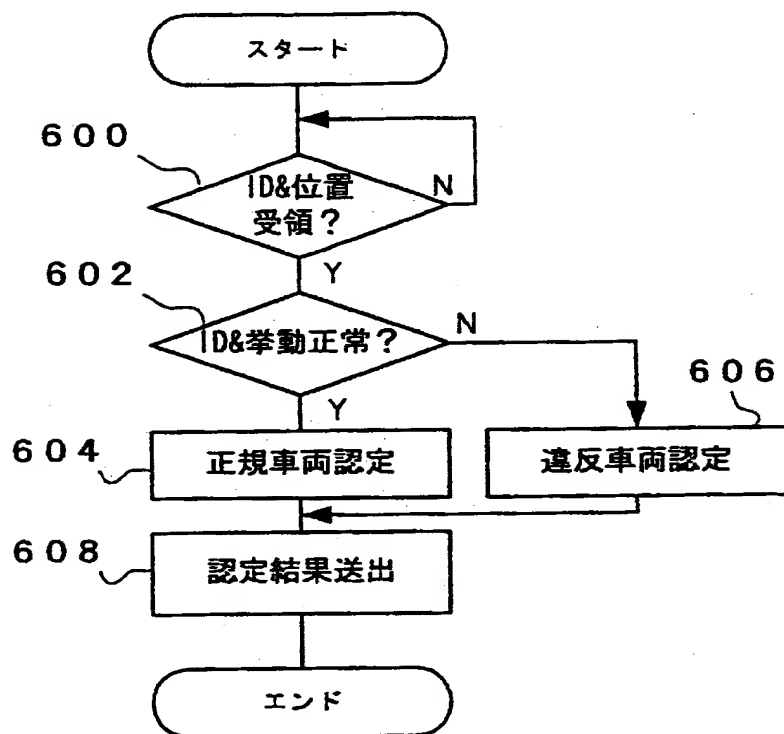 スタート
600
ID&位置
受領?
N
Y
602
ID&挙動正常?
N
Y
606
604
正規車両認定
違反車両認定
608
認定結果送出
エンド